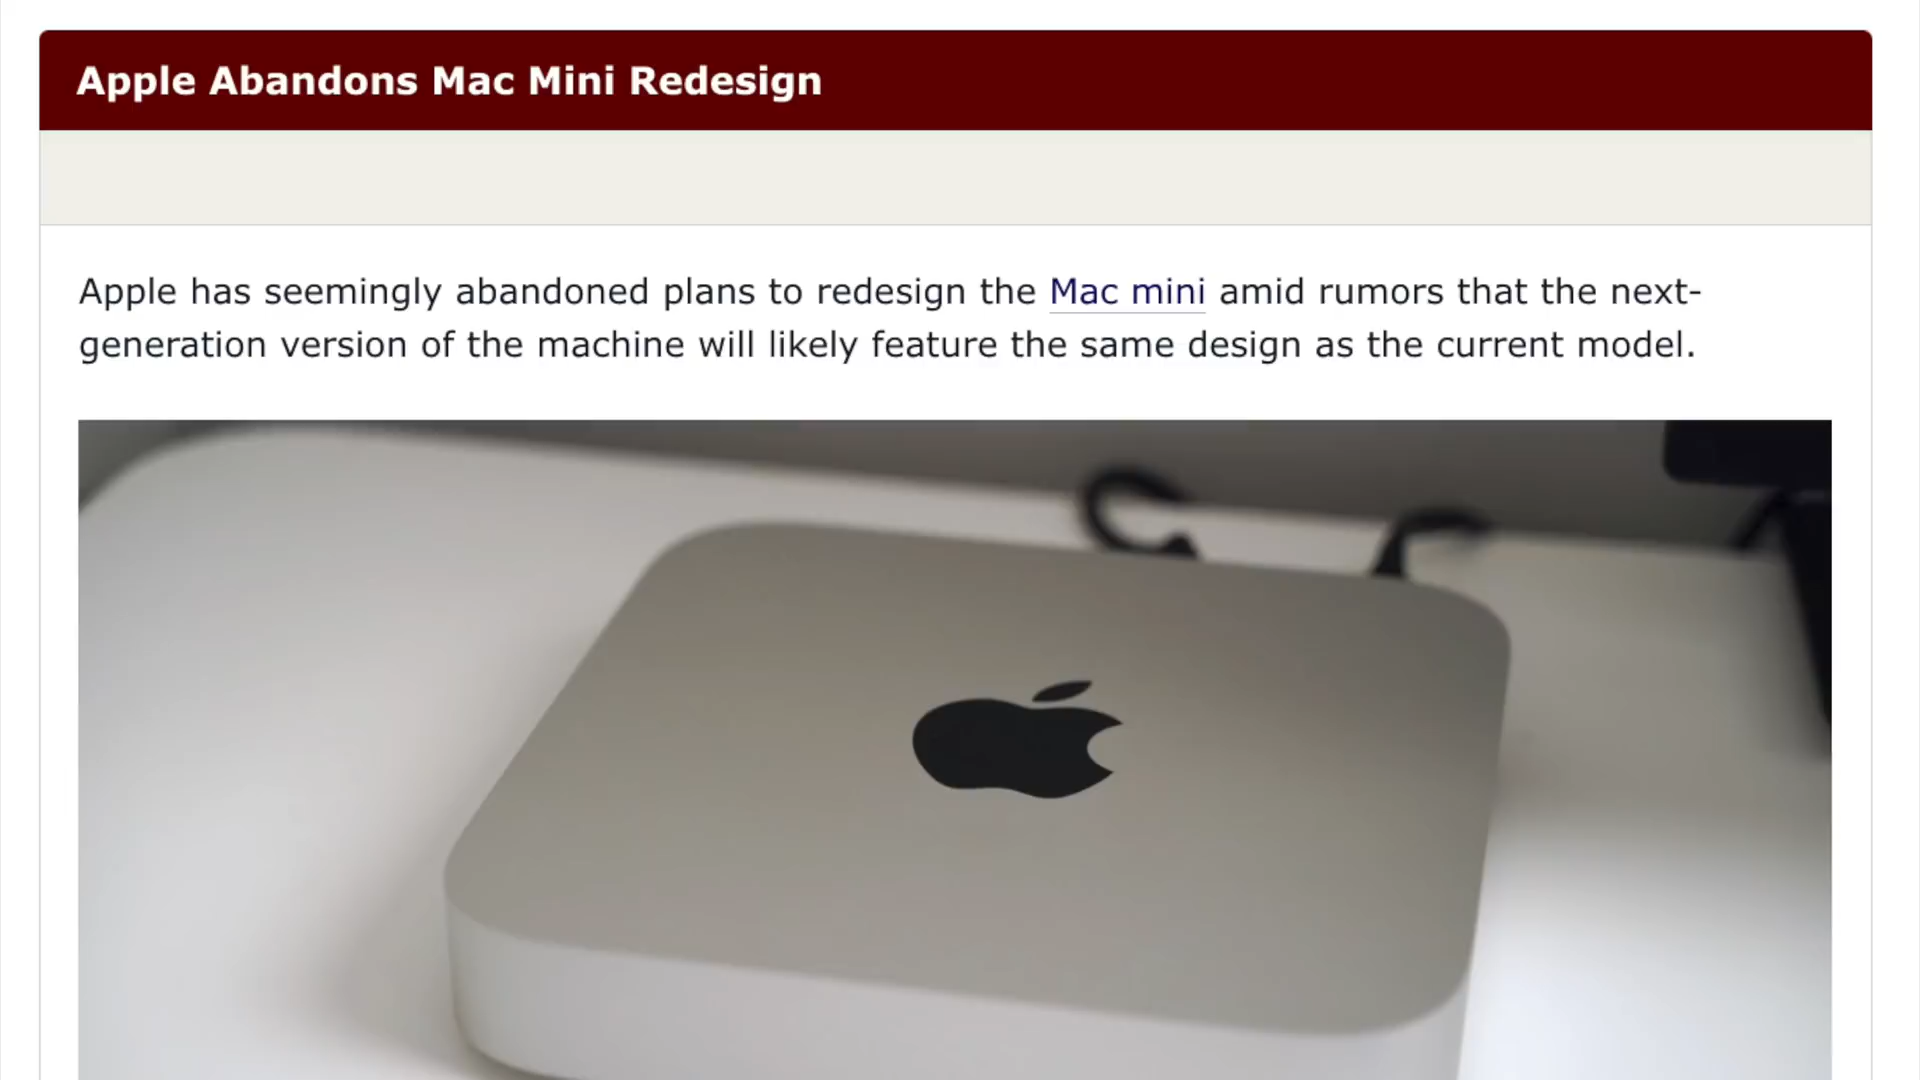 Apple Abandons Mac Mini Redesign
Apple has seemingly abandoned plans to redesign the Mac mini amid rumors that the next-
generation version of the machine will likely feature the same design as the current model.